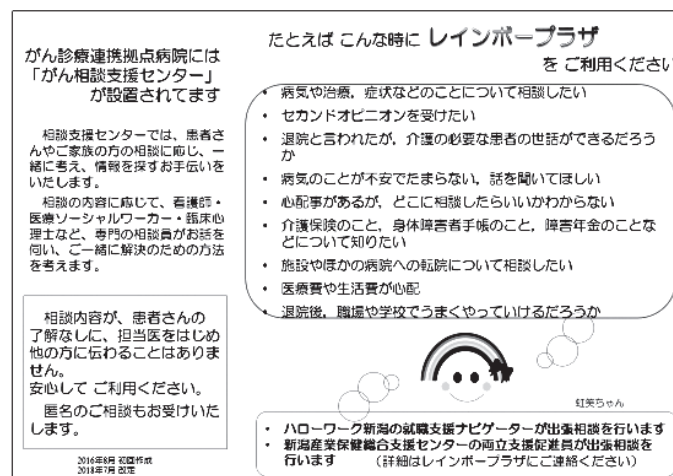 がん診療連携拠点病院には
「がん相談支援センター」
が設置されてます
相談支援センターでは、患者さ
んやご家族の方の相談に応じ、一
緒に考え、情報を探すお手伝いを
いたします。
相談の内容に応じて、看護師・
医療ソーシャルワーカー・臨床心
理士など、専門の相談員がお話を
伺い、ご一緒に解決のための方法
を考えます。
相談内容が、患者さんの
了解なしに、担当医をはじめ
他の方に伝わることはありま
せん。
安心して ご利用ください。
匿名のご相談もお受けいた
します。
2016年8月 初回作成
2018年7月 改定
たとえば こんな時に レインボープラザ
を ご利用ください
・ 病気や治療，症状などのことについて相談したい
・ セカンドオピニオンを受けたい
・ 退院と言われたが，介護の必要な患者の世話ができるだろう
か
・ 病気のことが不安でたまらない，話を聞いてほしい
・ 心配事があるが，どこに相談したらいいかわからない
・ 介護保険のこと，身体障害者手帳のこと，障害年金のことな
どについて知りたい
・ 施設やほかの病院への転院について相談したい
・ 医療費や生活費が心配
・ 退院後，職場や学校でうまくやっていけるだろうか
虹笑ちゃん
・ ハローワーク新潟の就職支援ナビゲーターが出張相談を行います
・ 新潟産業保健総合支援センターの両立支援促進員が出張相談を
行います （詳細はレインボープラザにご連絡ください）